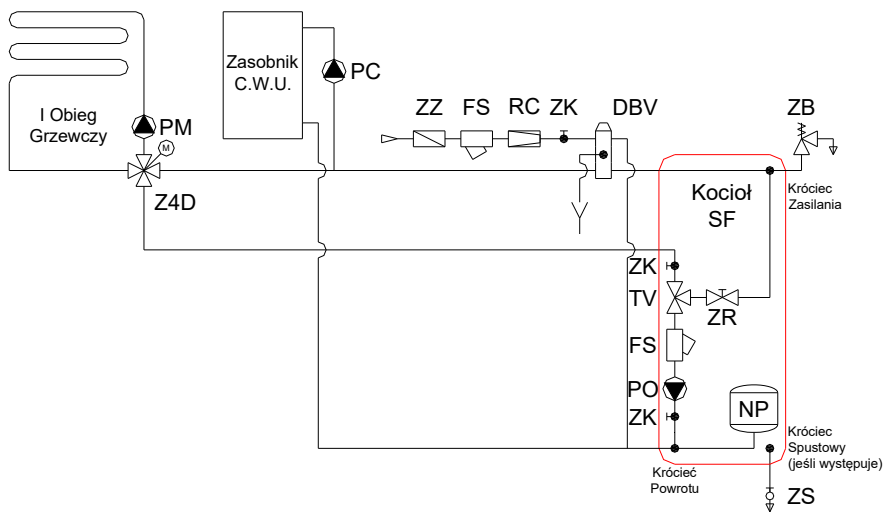 Zasobnik
C.W.U.
PC
I Obieg
Grzewczy
PM
M
Z4D
ZZ
FS
RC
ZK
DBV
ZB
Kocioł
SF
Króciec
Zasilania
ZK
TV
ZR
FS
PO
ZK
NP
Króciec
Spustowy
(jeśli występuje)
Krócieć
Powrotu
ZS